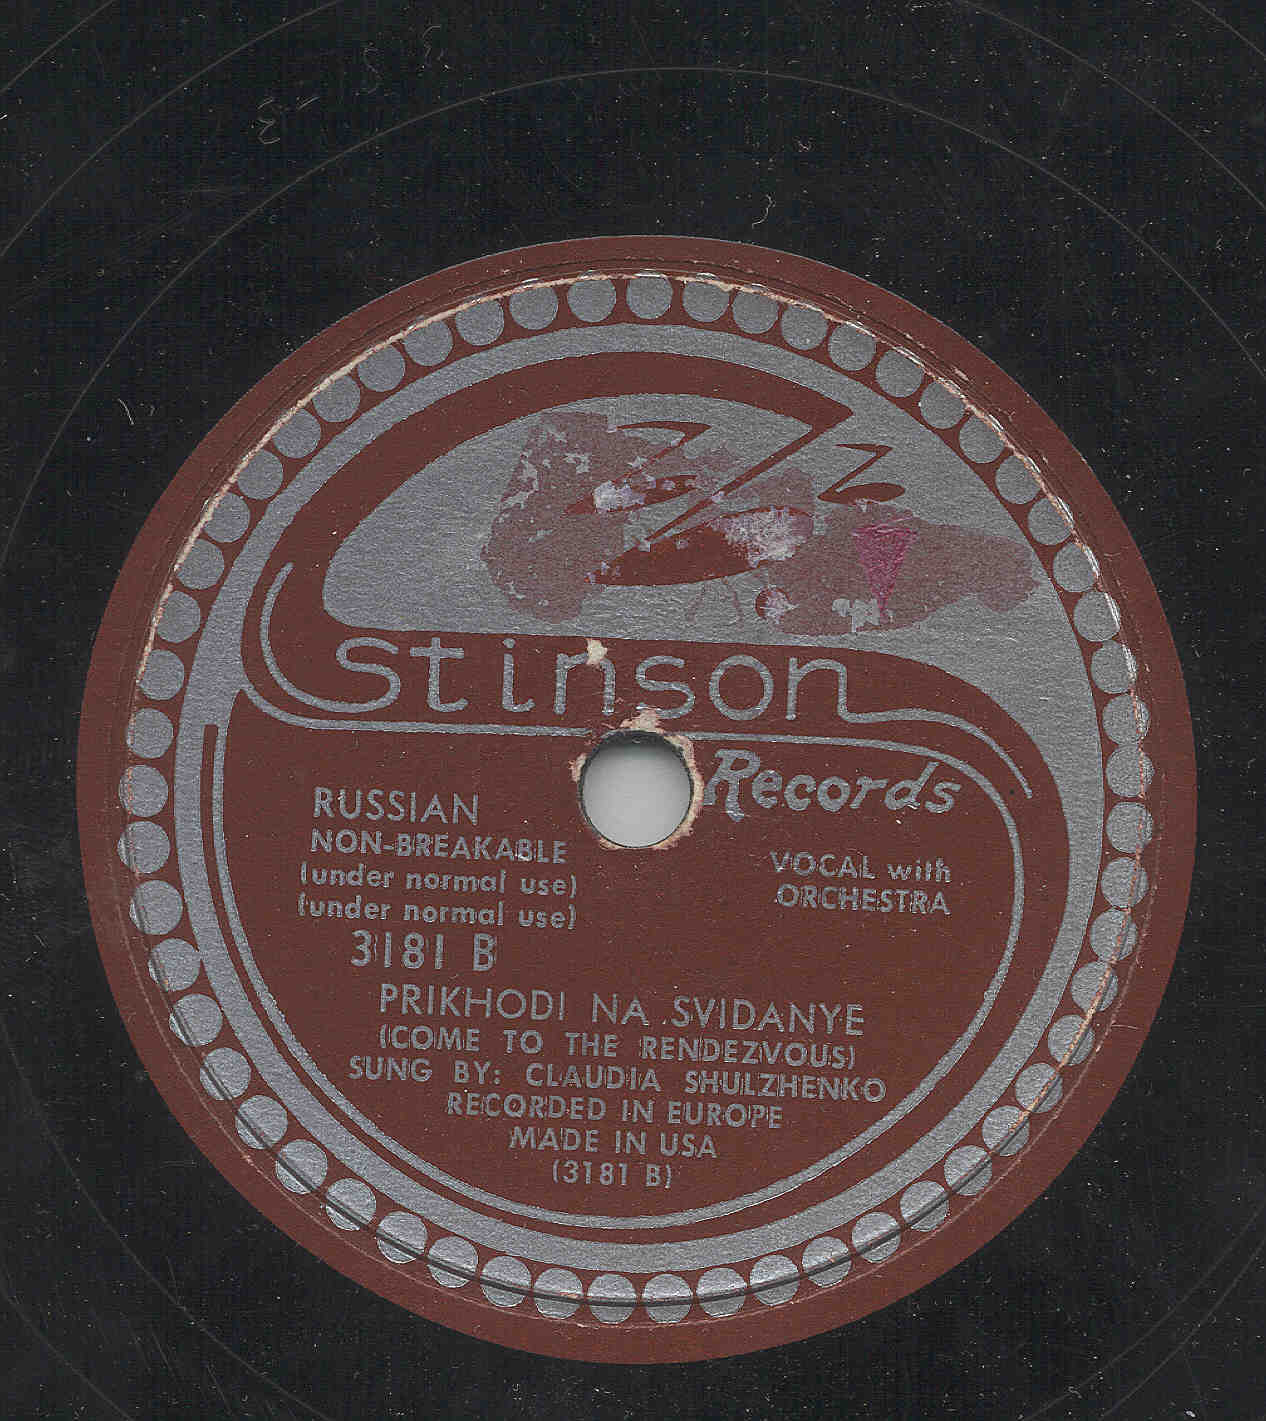 Stinson
Records
RUSSIAN
NON-BREAKABLE
(under normal use)
(under normal use)
3181 B
VOCAL with
ORCHESTRA
PRIKHODI NA SVIDANYE
(COME TO THE RENDEZVOUS)
SUNG BY: CLAUDIA SHULZHENKO
RECORDED IN EUROPE
MADE IN USA
(3181 B)